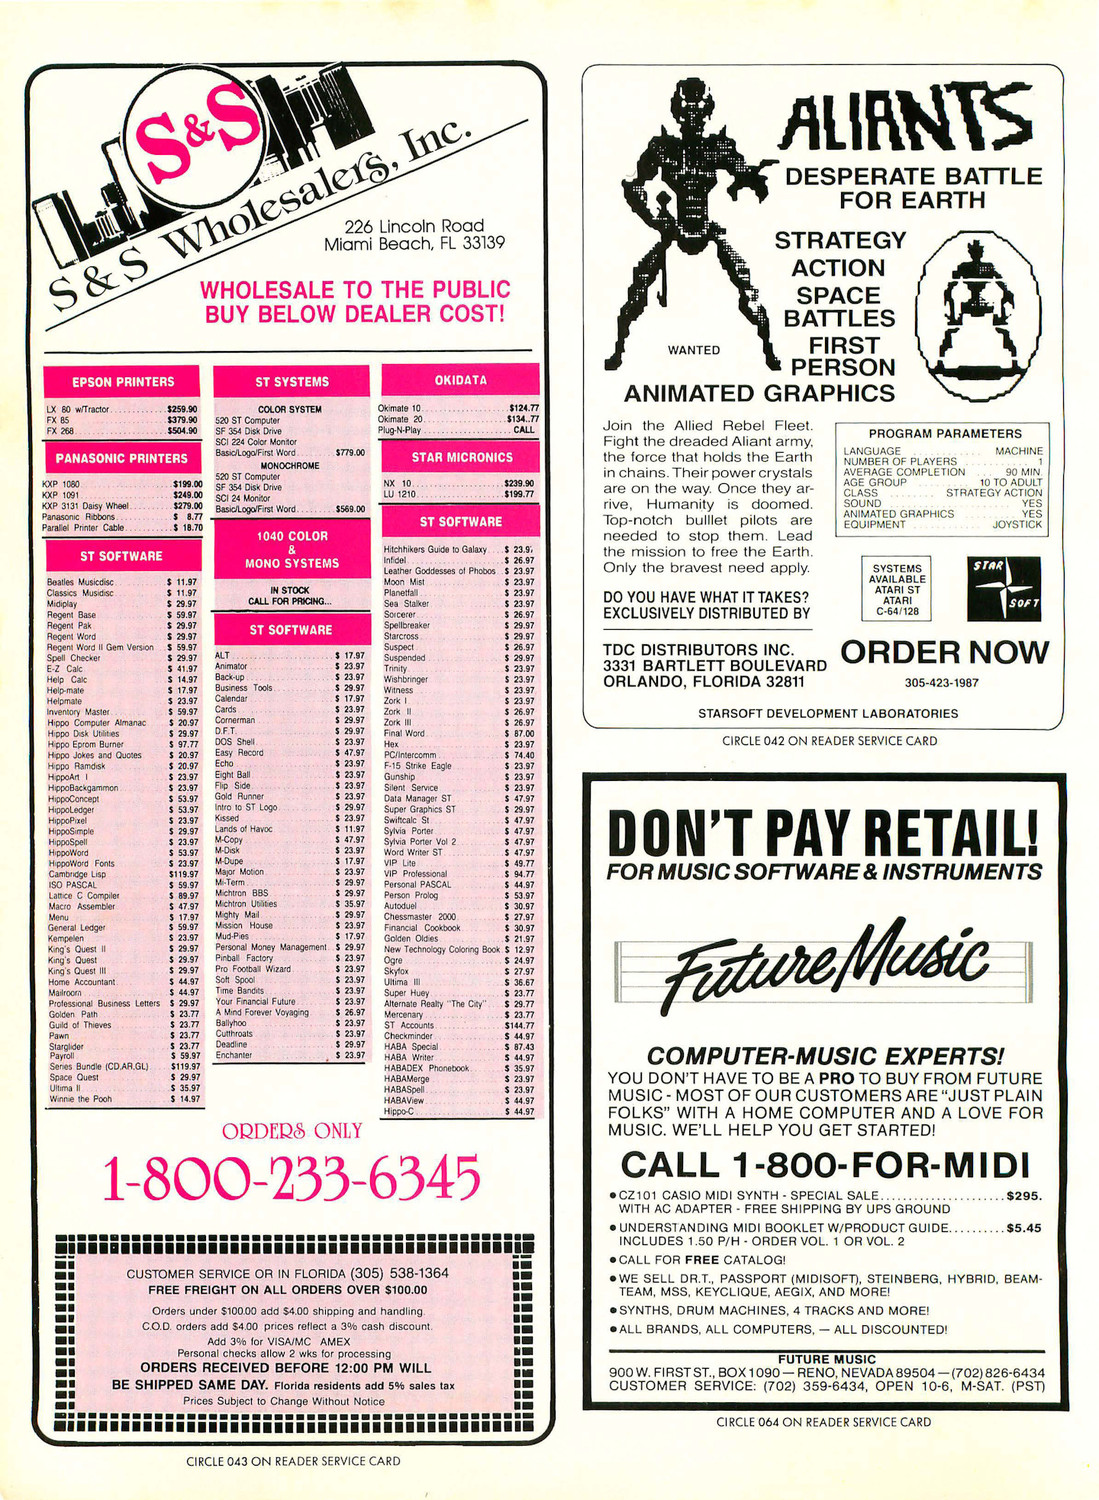 S&S
S & S Wholesalers, Inc.
226 Lincoln Road
Miami Beach, FL 33139
WHOLESALE TO THE PUBLIC
BUY BELOW DEALER COST!
EPSON PRINTERS
LX 80 w/Tractor $259.90
FX 85 $379.90
FX 268 $504.90
PANASONIC PRINTERS
KXP 1080 $199.00
KXP 1091 $249.00
KXP 3131 Daisy Wheel $279.00
Panasonic Ribbons $ 8.77
Parallel Printer Cable $ 18.70
ST SOFTWARE
Beatles Musicdisc $ 11.97
Classics Musidisc $ 11.97
Midiplay $ 29.97
Regent Base $ 59.97
Regent Pak $ 29.97
Regent Word $ 29.97
Regent Word II Gem Version $ 59.97
Spell Checker $ 29.97
E-Z Calc $ 41.97
Help Calc $ 14.97
Help-mate $ 17.97
Helpmate $ 23.97
Inventory Master $ 59.97
Hippo Computer Almanac $ 20.97
Hippo Disk Utilities $ 29.97
Hippo Eprom Burner $ 97.77
Hippo Jokes and Quotes $ 20.97
Hippo Ramdisk $ 20.97
HippoArt I $ 23.97
HippoBackgammon $ 23.97
HippoConcept $ 53.97
HippoLedger $ 53.97
HippoPixel $ 23.97
HippoSimple $ 29.97
HippoSpell $ 23.97
HippoWord $ 53.97
HippoWord Fonts $ 23.97
Cambridge Lisp $119.97
ISO PASCAL $ 59.97
Lattice C Compiler $ 89.97
Macro Assembler $ 47.97
Menu $ 17.97
General Ledger $ 59.97
Kempelen $ 23.97
King's Quest II $ 29.97
King's Quest $ 29.97
King's Quest III $ 29.97
Home Accountant $ 44.97
Mailroom $ 44.97
Professional Business Letters $ 29.97
Golden Path $ 23.77
Guild of Thieves $ 23.77
Pawn $ 23.77
Starglider $ 23.77
Payroll $ 59.97
Series Bundle (CD,AR,GL) $119.97
Space Quest $ 29.97
Ultima II $ 35.97
Winnie the Pooh $ 14.97
ST SYSTEMS
COLOR SYSTEM
520 ST Computer
SF 354 Disk Drive
SCI 224 Color Monitor
Basic/Logo/First Word $779.00
MONOCHROME
520 ST Computer
SF 354 Disk Drive
SCI 24 Monitor
Basic/Logo/First Word $569.00
1040 COLOR
&
MONO SYSTEMS
IN STOCK
CALL FOR PRICING...
ST SOFTWARE
ALT $ 17.97
Animator $ 23.97
Back-up $ 23.97
Business Tools $ 29.97
Calendar $ 17.97
Cards $ 23.97
Cornerman $ 29.97
D.F.T. $ 29.97
DOS Shell $ 23.97
Easy Record $ 47.97
Echo $ 23.97
Eight Ball $ 23.97
Flip Side $ 23.97
Gold Runner $ 23.97
Intro to ST Logo $ 29.97
Kissed $ 23.97
Lands of Havoc $ 11.97
M-Copy $ 47.97
M-Disk $ 23.97
M-Dupe $ 17.97
Major Motion $ 23.97
Mi-Term $ 29.97
Michtron BBS $ 29.97
Michtron Utilities $ 35.97
Mighty Mail $ 29.97
Mission House $ 23.97
Mud-Pies $ 17.97
Personal Money Management $ 29.97
Pinball Factory $ 23.97
Pro Football Wizard $ 23.97
Soft Spool $ 23.97
Time Bandits $ 23.97
Your Financial Future $ 23.97
A Mind Forever Voyaging $ 26.97
Ballyhoo $ 23.97
Cutthroats $ 23.97
Deadline $ 29.97
Enchanter $ 23.97
OKIDATA
Okimate 10 $124.77
Okimate 20 $134..77
Plug-N-Play CALL
STAR MICRONICS
NX 10 $239.90
LU 1210 $199.77
ST SOFTWARE
Hitchhikers Guide to Galaxy $ 23.97
Infidel $ 26.97
Leather Goddesses of Phobos $ 23.97
Moon Mist $ 23.97
Planetfall $ 23.97
Sea Stalker $ 23.97
Sorcerer $ 26.97
Spellbreaker $ 29.97
Starcross $ 29.97
Suspect $ 26.97
Suspended $ 29.97
Trinity $ 23.97
Wishbringer $ 23.97
Witness $ 23.97
Zork I $ 23.97
Zork II $ 26.97
Zork III $ 26.97
Final Word $ 87.00
Hex $ 23.97
PC/Intercomm $ 74.40
F-15 Strike Eagle $ 23.97
Gunship $ 23.97
Silent Service $ 23.97
Data Manager ST $ 47.97
Super Graphics ST $ 29.97
Swiftcalc St $ 47.97
Sylvia Porter $ 47.97
Sylvia Porter Vol 2 $ 47.97
Word Writer ST $ 47.97
VIP Lite $ 49.77
VIP Professional $ 94.77
Personal PASCAL $ 44.97
Person Prolog $ 53.97
Autoduel $ 30.97
Chessmaster 2000 $ 27.97
Financial Cookbook $ 30.97
Golden Oldies $ 21.97
New Technology Coloring Book $ 12.97
Ogre $ 24.97
Skyfox $ 27.97
Ultima III $ 36.67
Super Huey $ 23.77
Alternate Realty "The City" $ 29.77
Mercenary $ 23.77
ST Accounts $144.77
Checkminder $ 44.97
HABA Special $ 87.43
HABA Writer $ 44.97
HABADEX Phonebook $ 35.97
HABAMerge $ 23.97
HABASpell $ 23.97
HABAView $ 44.97
Hippo-C $ 44.97
ORDERS ONLY
1-800-233-6345
CUSTOMER SERVICE OR IN FLORIDA (305) 538-1364
FREE FREIGHT ON ALL ORDERS OVER $100.00
Orders under $100.00 add $4.00 shipping and handling.
C.O.D. orders add $4.00 prices reflect a 3% cash discount.
Add 3% for VISA/MC AMEX
Personal checks allow 2 wks for processing
ORDERS RECEIVED BEFORE 12:00 PM WILL
BE SHIPPED SAME DAY. Florida residents add 5% sales tax
Prices Subject to Change Without Notice
CIRCLE 043 ON READER SERVICE CARD
ALIANTS
DESPERATE BATTLE
FOR EARTH
STRATEGY
ACTION
SPACE
BATTLES
FIRST
PERSON
ANIMATED GRAPHICS
WANTED
Join the Allied Rebel Fleet.
Fight the dreaded Aliant army,
the force that holds the Earth
in chains. Their power crystals
are on the way. Once they ar-
rive, Humanity is doomed.
Top-notch bulllet pilots are
needed to stop them. Lead
the mission to free the Earth.
Only the bravest need apply.
DO YOU HAVE WHAT IT TAKES?
EXCLUSIVELY DISTRIBUTED BY
TDC DISTRIBUTORS INC.
3331 BARTLETT BOULEVARD
ORLANDO, FLORIDA 32811
PROGRAM PARAMETERS
LANGUAGE MACHINE
NUMBER OF PLAYERS 1
AVERAGE COMPLETION 90 MIN.
AGE GROUP 10 TO ADULT
CLASS STRATEGY ACTION
SOUND YES
ANIMATED GRAPHICS YES
EQUIPMENT JOYSTICK
SYSTEMS
AVAILABLE
ATARI ST
ATARI
C-64/128
STAR
SOFT
ORDER NOW
305-423-1987
STARSOFT DEVELOPMENT LABORATORIES
CIRCLE 042 ON READER SERVICE CARD
DON'T PAY RETAIL!
FOR MUSIC SOFTWARE & INSTRUMENTS
Future Music
COMPUTER-MUSIC EXPERTS!
YOU DON'T HAVE TO BE A PRO TO BUY FROM FUTURE
MUSIC - MOST OF OUR CUSTOMERS ARE "JUST PLAIN
FOLKS" WITH A HOME COMPUTER AND A LOVE FOR
MUSIC. WE'LL HELP YOU GET STARTED!
CALL 1-800-FOR-MIDI
• CZ101 CASIO MIDI SYNTH - SPECIAL SALE $295.
WITH AC ADAPTER - FREE SHIPPING BY UPS GROUND
• UNDERSTANDING MIDI BOOKLET W/PRODUCT GUIDE $5.45
INCLUDES 1.50 P/H - ORDER VOL. 1 OR VOL. 2
• CALL FOR FREE CATALOG!
• WE SELL DR.T., PASSPORT (MIDISOFT), STEINBERG, HYBRID, BEAM-
TEAM, MSS, KEYCLIQUE, AEGIX, AND MORE!
• SYNTHS, DRUM MACHINES, 4 TRACKS AND MORE!
• ALL BRANDS, ALL COMPUTERS, — ALL DISCOUNTED!
FUTURE MUSIC
900 W. FIRST ST., BOX 1090 — RENO, NEVADA 89504 — (702) 826-6434
CUSTOMER SERVICE: (702) 359-6434, OPEN 10-6, M-SAT. (PST)
CIRCLE 064 ON READER SERVICE CARD